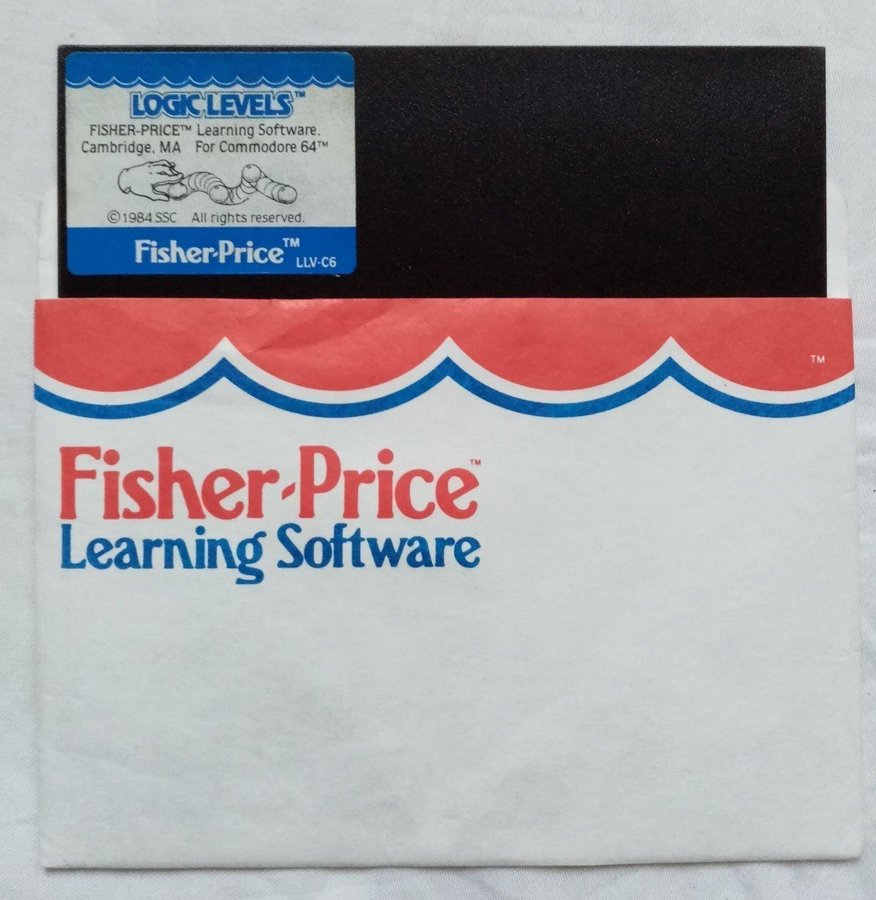 LOGIC LEVELS™
FISHER-PRICE™ Learning Software.
Cambridge, MA For Commodore 64™
©1984 SSC All rights reserved.
Fisher-Price™
LLV-C6
TM
Fisher-Price™
Learning Software